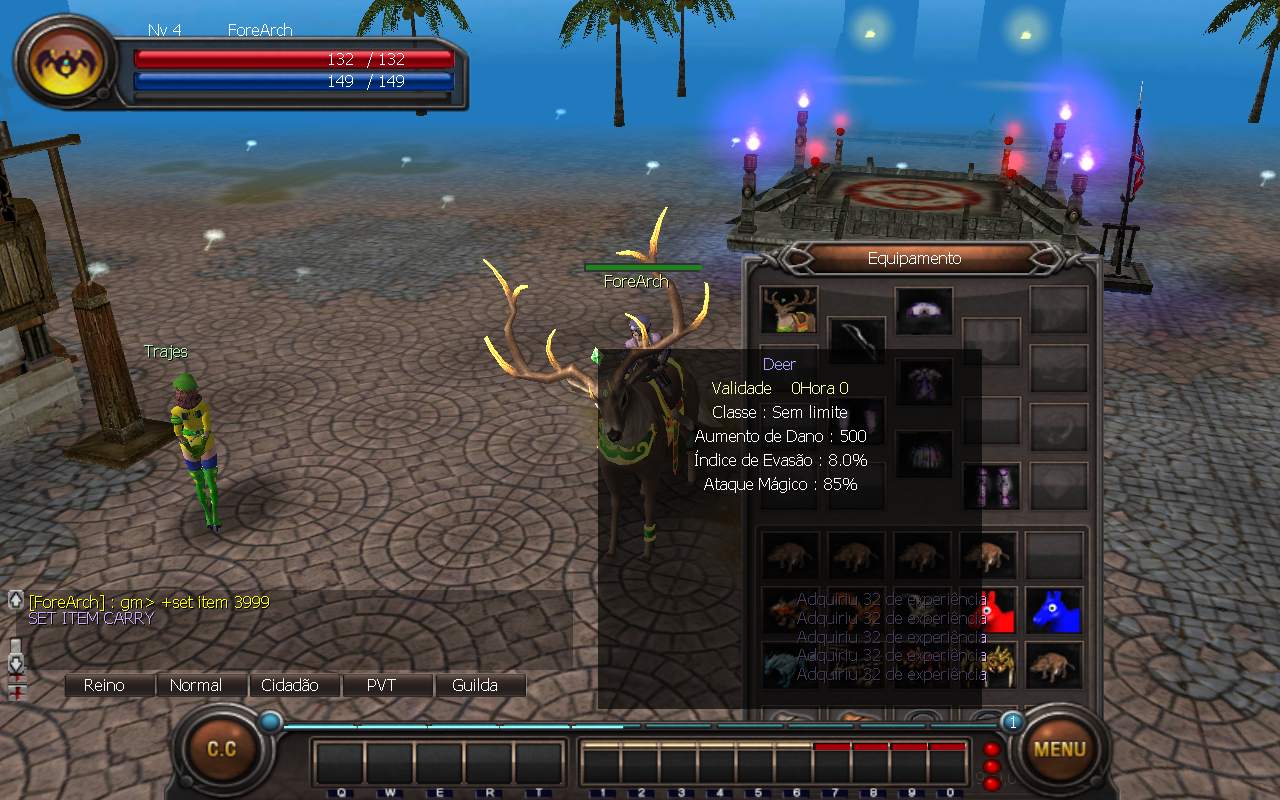 Nv 4 ForeArch
132 / 132
149 / 149
Equipamento
ForeArch
Trajes
Deer
Validade 0Hora 0
Classe : Sem limite
Aumento de Dano : 500
Índice de Evasão : 8.0%
Ataque Mágico : 85%
[ForeArch] : gm> +set item 3999
SET ITEM CARRY
Adquiriu 32 de experiência
Adquiriu 32 de experiência
Adquiriu 32 de experiência
Adquiriu 32 de experiência
Adquiriu 32 de experiência
Reino Normal Cidadão PVT Guilda
1
C.C MENU
Q W E R T 1 2 3 4 5 6 7 8 9 0